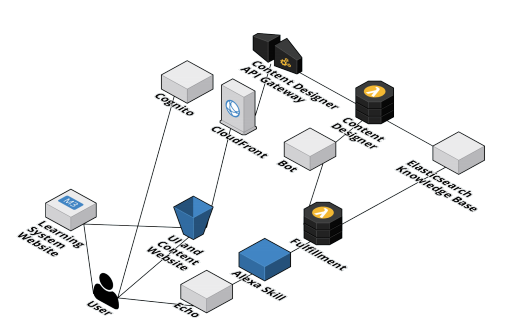 Content Designer
API Gateway
Cognito
CloudFront
Content
Designer
Bot
Elasticsearch
Knowledge Base
M3
Learning
System
Website
UI and
Content
Website
Fulfillment
Alexa Skill
Echo
User